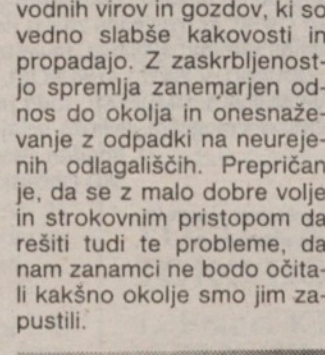 vodnih virov in gozdov, ki so
vedno slabše kakovosti in
propadajo. Z zaskrbljenost-
jo spremlja zanemarjen od-
nos do okolja in onesnaže-
vanje z odpadki na neureje-
nih odlagališčih. Prepričan
je, da se z malo dobre volje
in strokovnim pristopom da
rešiti tudi te probleme, da
nam zanamci ne bodo očita-
li kakšno okolje smo jim za-
pustili.